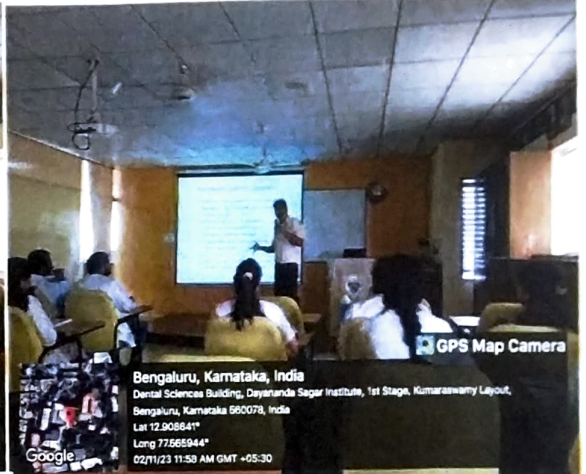 GPS Map Camera
Bengaluru, Karnataka, India
Dental Sciences Building, Dayananda Sagar Institute, 1st Stage, Kumaraswamy Layout,
Bengaluru, Karnataka 560078, India
Lat 12.908641°
Long 77.565944°
02/11/23 11:58 AM GMT +05:30
Google